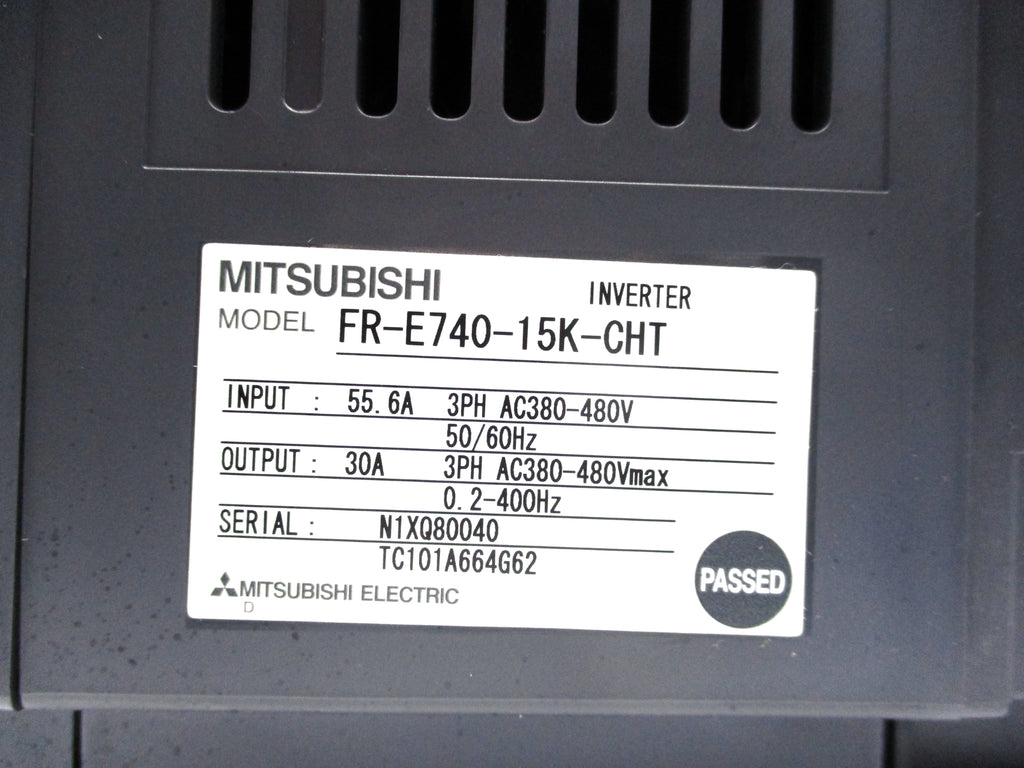 MITSUBISHI INVERTER
MODEL FR-E740-15K-CHT
INPUT : 55.6A 3PH AC380-480V
50/60Hz
OUTPUT : 30A 3PH AC380-480Vmax
0.2-400Hz
SERIAL : N1XQ80040
TC101A664G62
PASSED
MITSUBISHI ELECTRIC
D